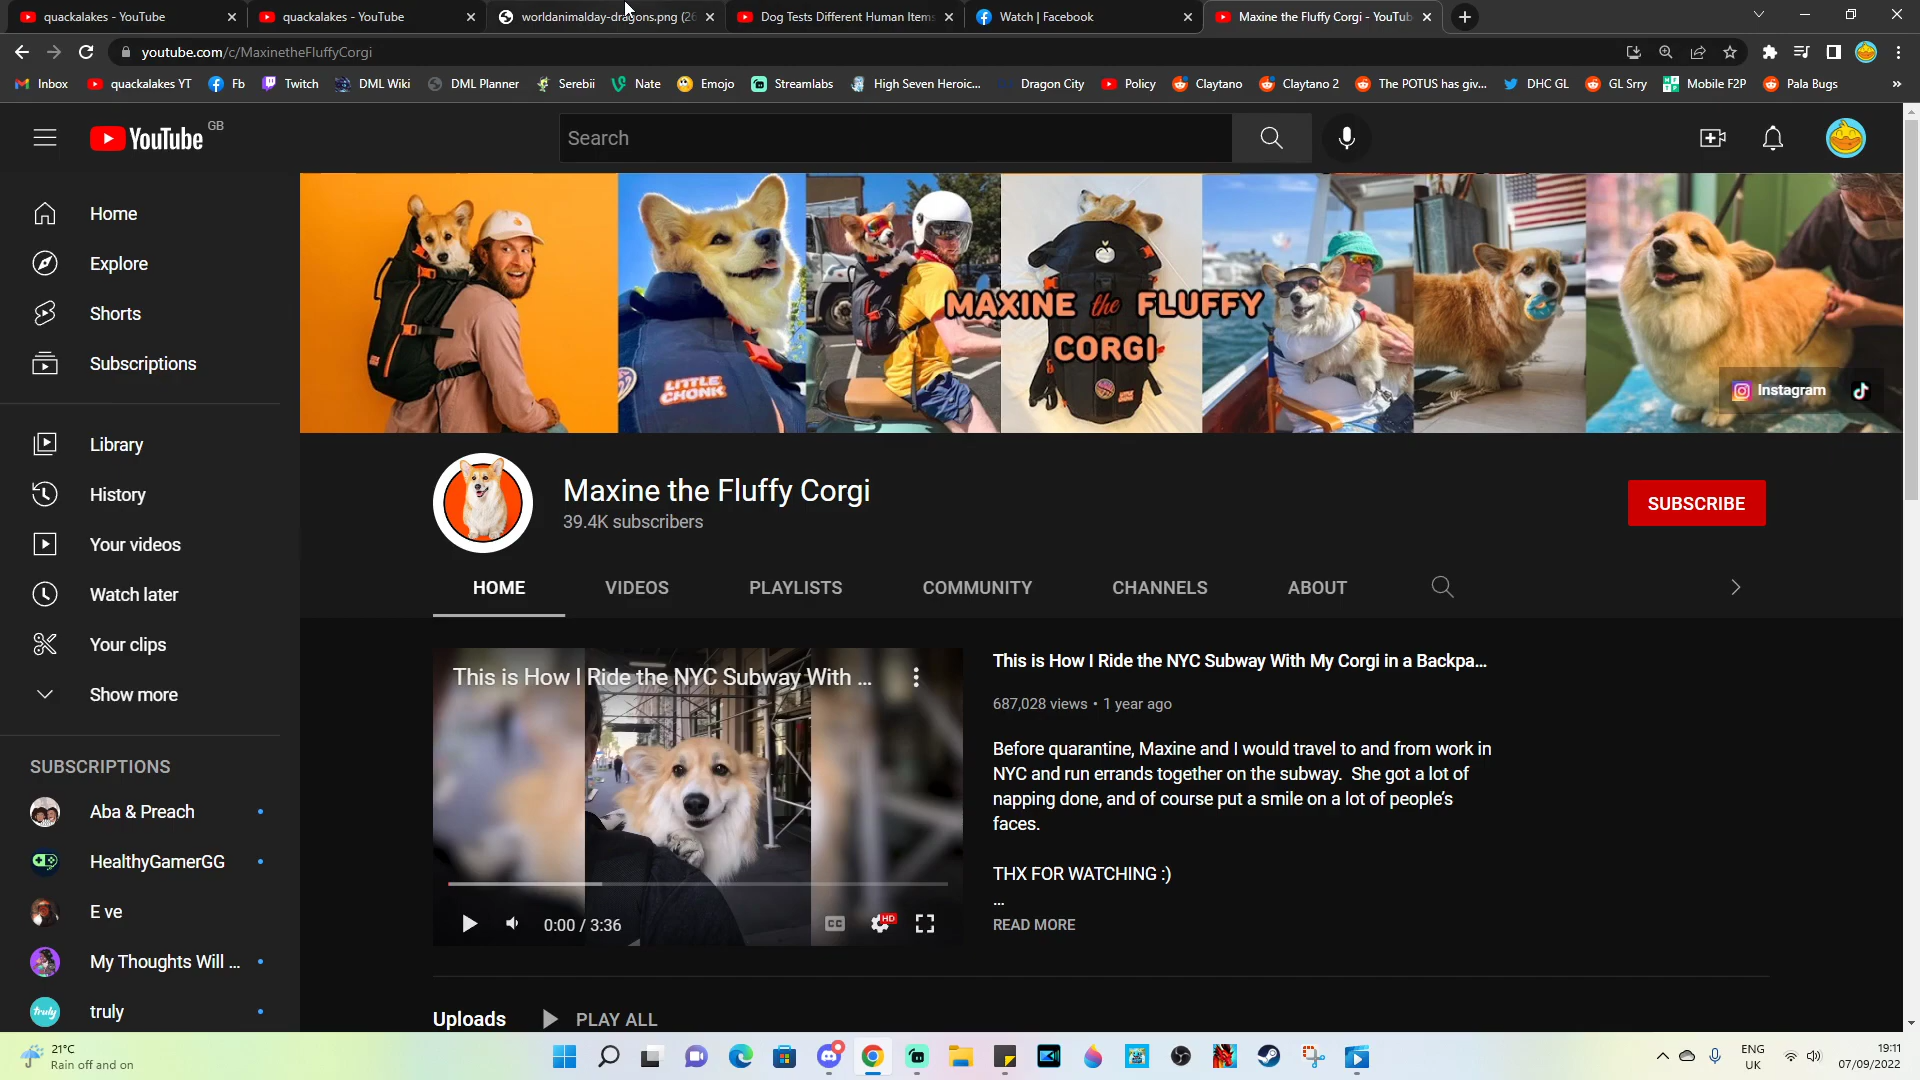 quackalakes - YouTube
quackalakes - YouTube
worldanimalday-dragons.png (26
Dog Tests Different Human Items
Watch | Facebook
Maxine the Fluffy Corgi - YouTub
youtube.com/c/MaxinetheFluffyCorgi
Inbox
quackalakes YT
Fb
Twitch
DML Wiki
DML Planner
Serebii
Nate
Emojo
Streamlabs
High Seven Heroic...
Dragon City
Policy
Claytano
Claytano 2
The POTUS has giv...
DHC GL
GL Srry
Mobile F2P
Pala Bugs
»
YouTube GB
Search
Home
Explore
Shorts
Subscriptions
Library
History
Your videos
Watch later
Your clips
Show more
SUBSCRIPTIONS
Aba & Preach
HealthyGamerGG
E ve
My Thoughts Will ...
truly
truly
LITTLE
CHONK
MAXINE the FLUFFY
CORGI
Instagram
Maxine the Fluffy Corgi
39.4K subscribers
SUBSCRIBE
HOME
VIDEOS
PLAYLISTS
COMMUNITY
CHANNELS
ABOUT
This is How I Ride the NYC Subway With ...
0:00 / 3:36
CC
HD
This is How I Ride the NYC Subway With My Corgi in a Backpa...
687,028 views • 1 year ago
Before quarantine, Maxine and I would travel to and from work in
NYC and run errands together on the subway. She got a lot of
napping done, and of course put a smile on a lot of people's
faces.
THX FOR WATCHING :)
...
READ MORE
Uploads
PLAY ALL
21°C
Rain off and on
ENG
UK
19:11
07/09/2022